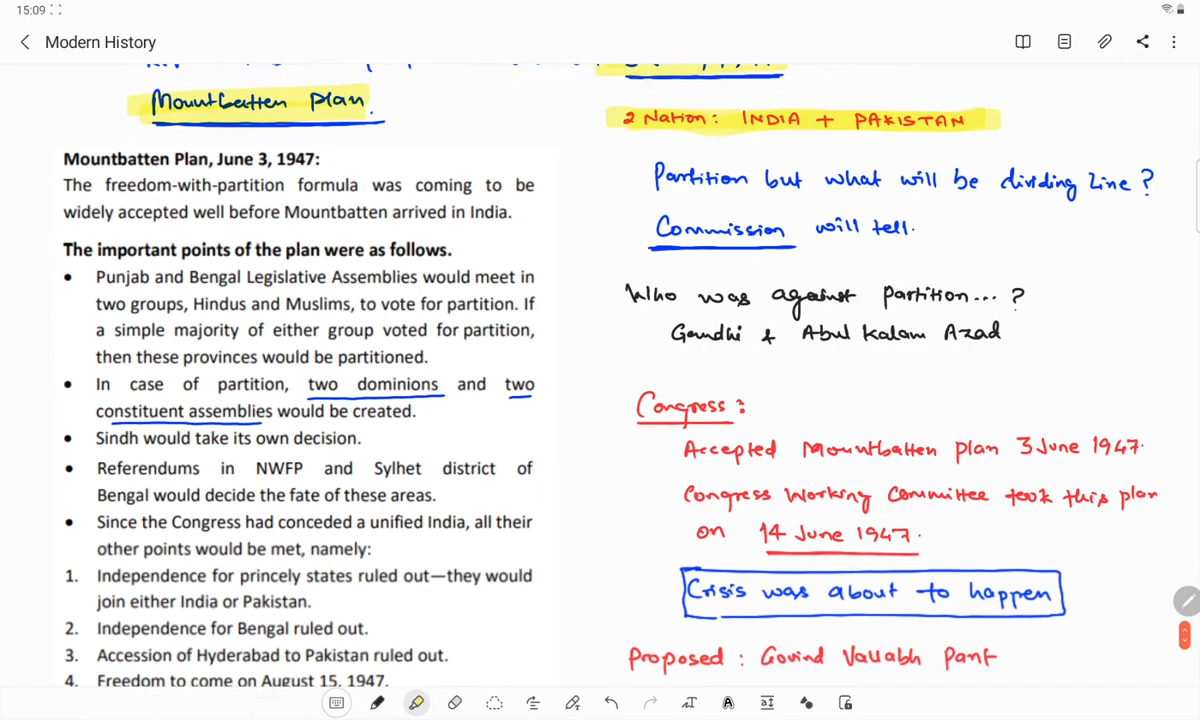 15:09
Modern History
Mountbatten Plan.
Mountbatten Plan, June 3, 1947:
The freedom-with-partition formula was coming to be
widely accepted well before Mountbatten arrived in India.
The important points of the plan were as follows.
• Punjab and Bengal Legislative Assemblies would meet in
two groups, Hindus and Muslims, to vote for partition. If
a simple majority of either group voted for partition,
then these provinces would be partitioned.
• In case of partition, two dominions and two
constituent assemblies would be created.
• Sindh would take its own decision.
• Referendums in NWFP and Sylhet district of
Bengal would decide the fate of these areas.
• Since the Congress had conceded a unified India, all their
other points would be met, namely:
1. Independence for princely states ruled out—they would
join either India or Pakistan.
2. Independence for Bengal ruled out.
3. Accession of Hyderabad to Pakistan ruled out.
4. Freedom to come on August 15, 1947.
2 Nation: INDIA + PAKISTAN
Partition but what will be dividing Line?
Commission will tell.
Who was against partition...?
Gandhi & Abul Kalam Azad
Congress:
Accepted Mountbatten plan 3 June 1947.
Congress Working Committee took this plan
on 14 June 1947.
Crisis was about to happen
Proposed: Govind Vallabh Pant